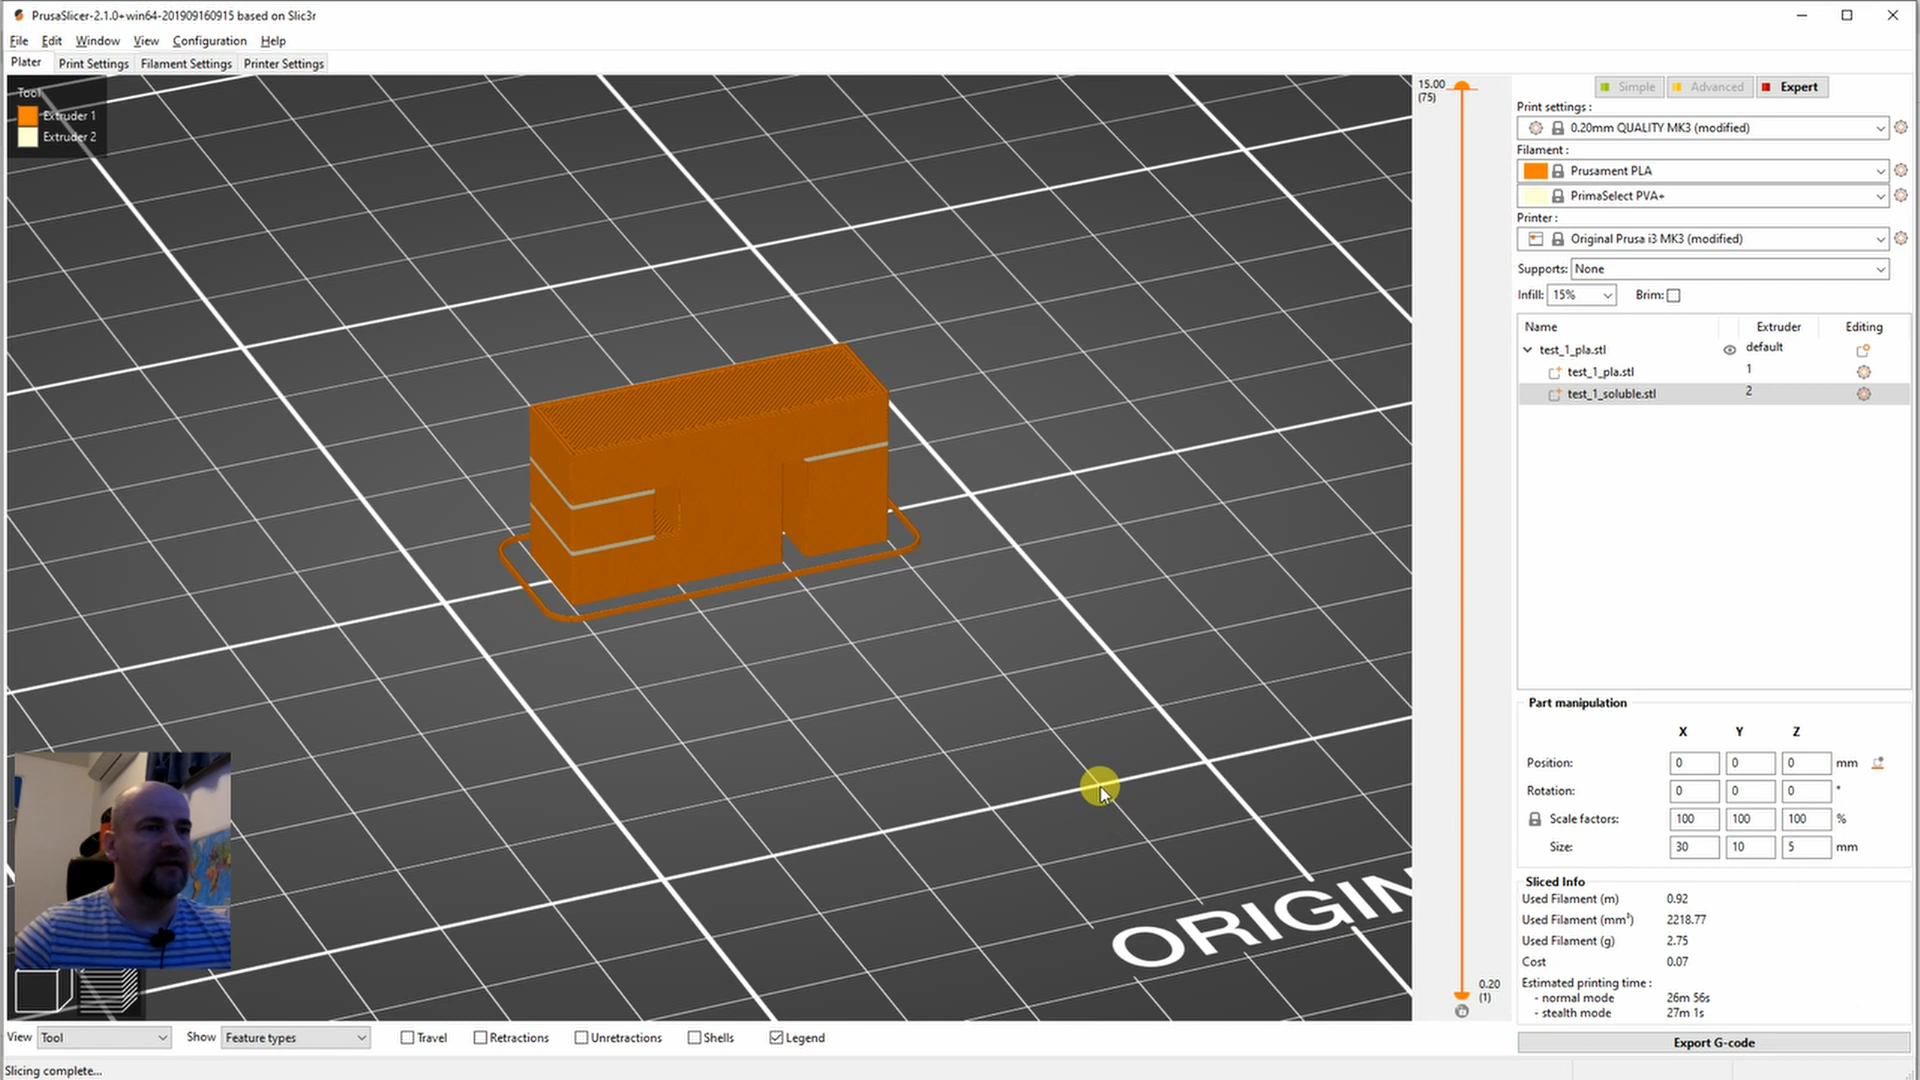 PrusaSlicer-2.1.0+win64-201909160915 based on Slic3r
File Edit Window View Configuration Help
Plater Print Settings Filament Settings Printer Settings
Tool
Extruder 1
Extruder 2
15.00
(75)
0.20
(1)
ORIGIN
Simple Advanced Expert
Print settings :
0.20mm QUALITY MK3 (modified)
Filament :
Prusament PLA
PrimaSelect PVA+
Printer :
Original Prusa i3 MK3 (modified)
Supports: None
Infill: 15% Brim:
Name Extruder Editing
test_1_pla.stl default
test_1_pla.stl 1
test_1_soluble.stl 2
Part manipulation
X Y Z
Position: 0 0 0 mm
Rotation: 0 0 0 °
Scale factors: 100 100 100 %
Size: 30 10 5 mm
Sliced Info
Used Filament (m) 0.92
Used Filament (mm³) 2218.77
Used Filament (g) 2.75
Cost 0.07
Estimated printing time :
- normal mode 26m 56s
- stealth mode 27m 1s
Export G-code
View Tool Show Feature types Travel Retractions Unretractions Shells Legend
Slicing complete...